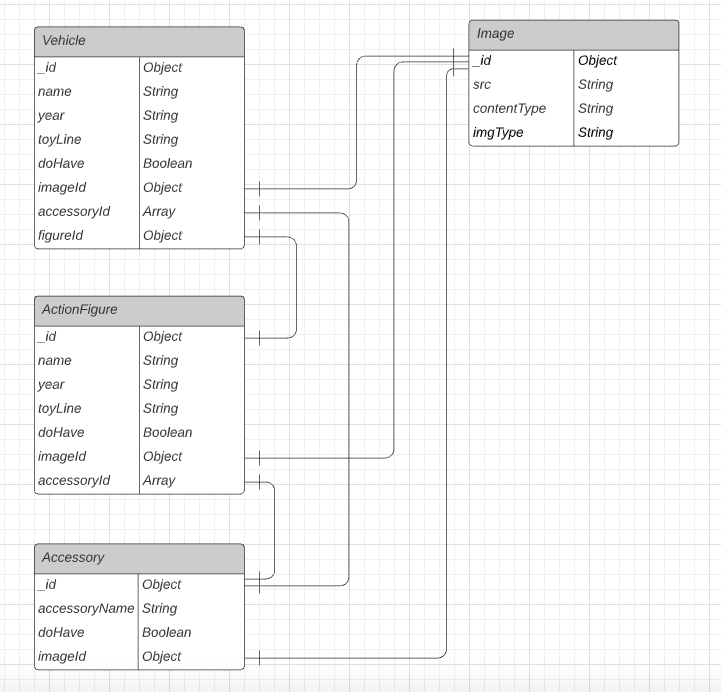 Vehicle
_id Object
name String
year String
toyLine String
doHave Boolean
imageId Object
accessoryId Array
figureId Object
Image
_id Object
src String
contentType String
imgType String
ActionFigure
_id Object
name String
year String
toyLine String
doHave Boolean
imageId Object
accessoryId Array
Accessory
_id Object
accessoryName String
doHave Boolean
imageId Object